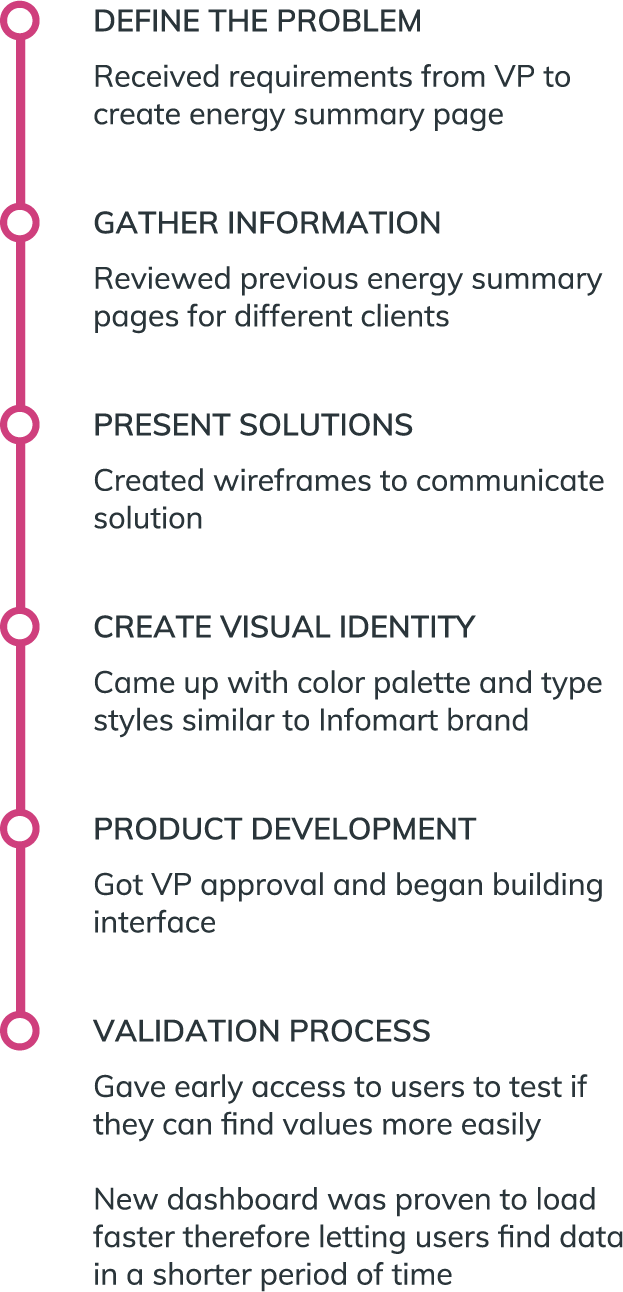 DEFINE THE PROBLEM
Received requirements from VP to
create energy summary page
GATHER INFORMATION
Reviewed previous energy summary
pages for different clients
PRESENT SOLUTIONS
Created wireframes to communicate
solution
CREATE VISUAL IDENTITY
Came up with color palette and type
styles similar to Infomart brand
PRODUCT DEVELOPMENT
Got VP approval and began building
interface
VALIDATION PROCESS
Gave early access to users to test if
they can find values more easily
New dashboard was proven to load
faster therefore letting users find data
in a shorter period of time